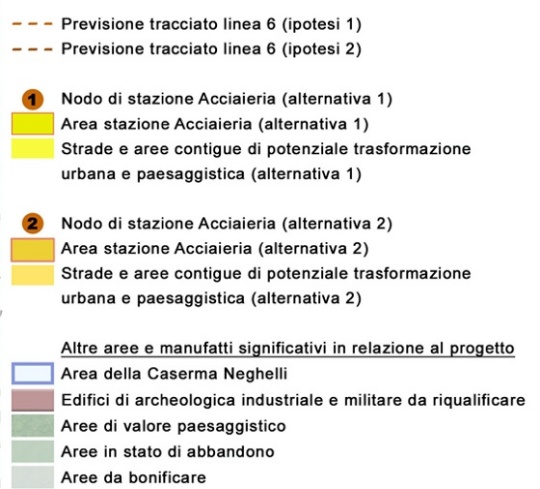 Previsione tracciato linea 6 (ipotesi 1)
Previsione tracciato linea 6 (ipotesi 2)
1 Nodo di stazione Acciaieria (alternativa 1)
Area stazione Acciaieria (alternativa 1)
Strade e aree contigue di potenziale trasformazione
urbana e paesaggistica (alternativa 1)
2 Nodo di stazione Acciaieria (alternativa 2)
Area stazione Acciaieria (alternativa 2)
Strade e aree contigue di potenziale trasformazione
urbana e paesaggistica (alternativa 2)
Altre aree e manufatti significativi in relazione al progetto
Area della Caserma Neghelli
Edifici di archeologica industriale e militare da riqualificare
Aree di valore paesaggistico
Aree in stato di abbandono
Aree da bonificare